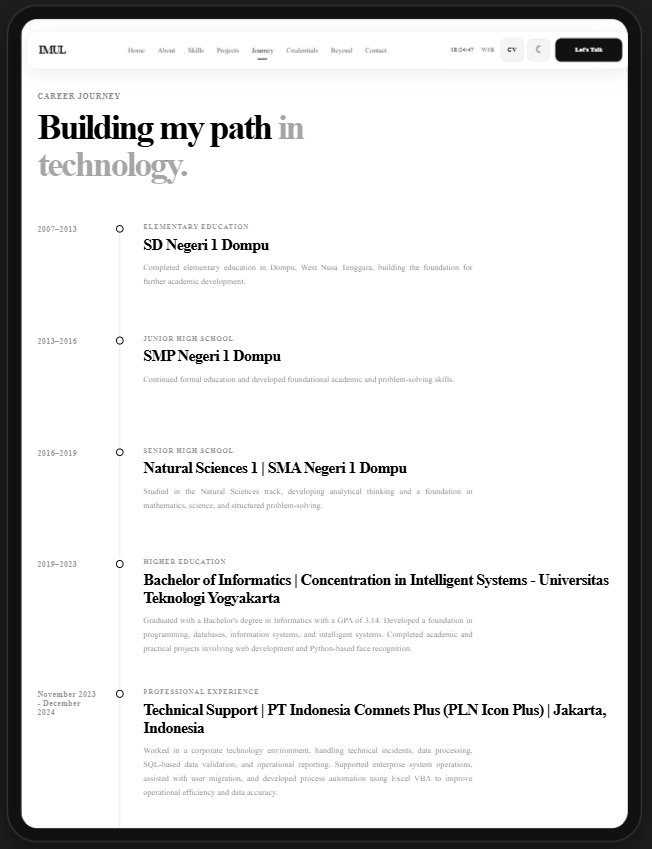 IMUL Home About Skills Projects Journey Credentials Beyond Contact 18:24:47 WIB CV Let's Talk
CAREER JOURNEY
Building my path in
technology.
2007–2013
ELEMENTARY EDUCATION
SD Negeri 1 Dompu
Completed elementary education in Dompu, West Nusa Tenggara, building the foundation for
further academic development.
2013–2016
JUNIOR HIGH SCHOOL
SMP Negeri 1 Dompu
Continued formal education and developed foundational academic and problem-solving skills.
2016–2019
SENIOR HIGH SCHOOL
Natural Sciences 1 | SMA Negeri 1 Dompu
Studied in the Natural Sciences track, developing analytical thinking and a foundation in
mathematics, science, and structured problem-solving.
2019–2023
HIGHER EDUCATION
Bachelor of Informatics | Concentration in Intelligent Systems - Universitas
Teknologi Yogyakarta
Graduated with a Bachelor's degree in Informatics with a GPA of 3.14. Developed a foundation in
programming, databases, information systems, and intelligent systems. Completed academic and
practical projects involving web development and Python-based face recognition.
November 2023
- December
2024
PROFESSIONAL EXPERIENCE
Technical Support | PT Indonesia Comnets Plus (PLN Icon Plus) | Jakarta,
Indonesia
Worked in a corporate technology environment, handling technical incidents, data processing,
SQL-based data validation, and operational reporting. Supported enterprise system operations,
assisted with user migration, and developed process automation using Excel VBA to improve
operational efficiency and data accuracy.